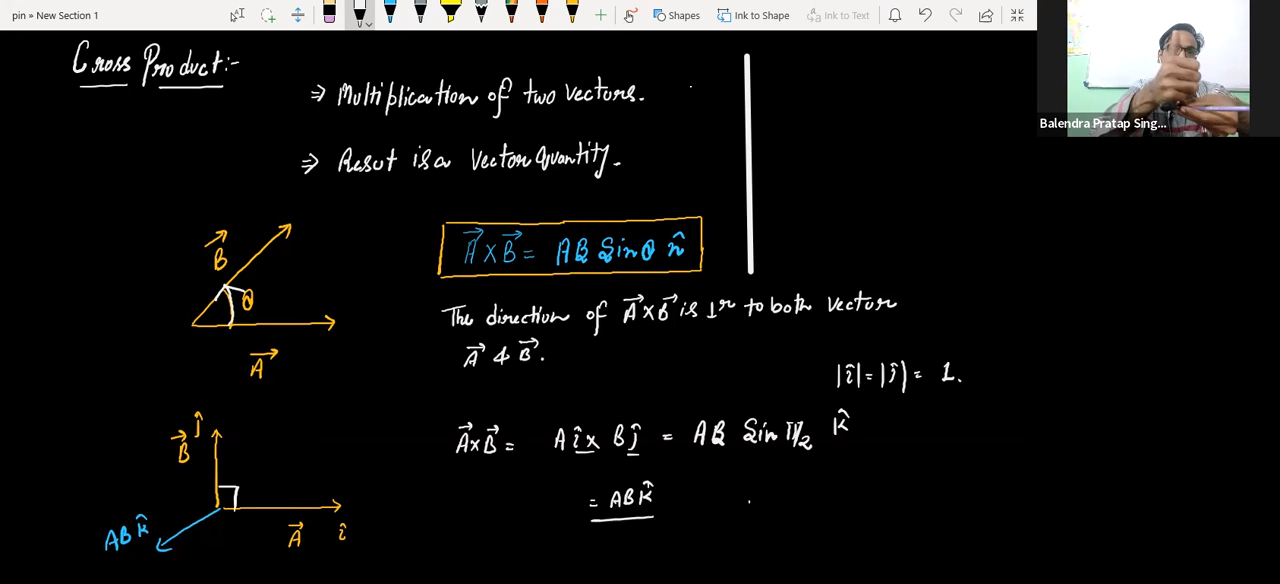 pin » New Section 1
Shapes
Ink to Shape
Ink to Text
Balendra Pratap Sing...
Cross Product:-
⇒ Multiplication of two vectors.
⇒ Result is a Vector Quantity.
B⃗
θ
A⃗
A⃗ × B⃗ = AB Sinθ n̂
The direction of A⃗×B⃗ is ⊥r to both vector
A⃗ & B⃗.
|î| = |ĵ| = 1.
A⃗×B⃗ = A î × B ĵ = AB Sin π/2 k̂
= AB k̂
B⃗ ĵ
AB k̂
A⃗ î